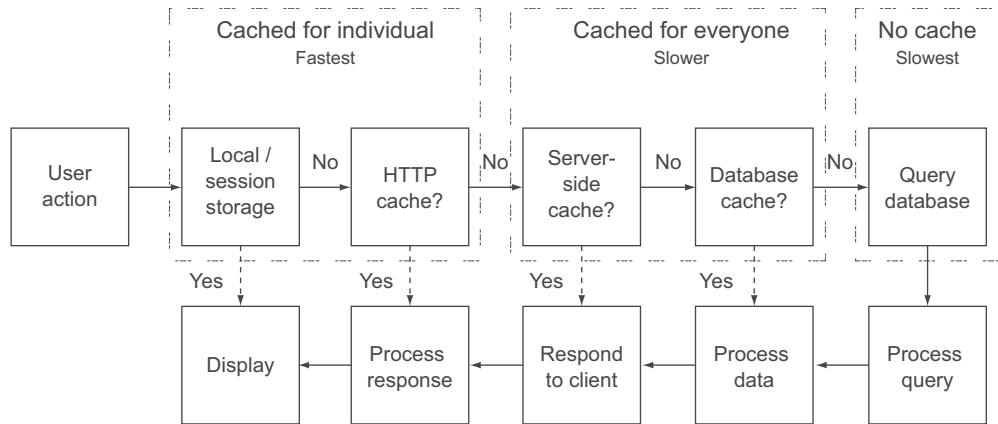 Cached for individual
Fastest
Cached for everyone
Slower
No cache
Slowest
User
action
Local /
session
storage
No
HTTP
cache?
No
Server-
side
cache?
No
Database
cache?
No
Query
database
Yes
Yes
Yes
Yes
Display
Process
response
Respond
to client
Process
data
Process
query